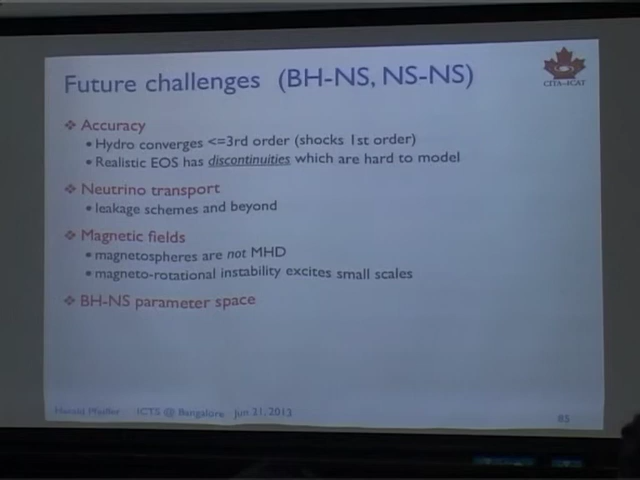 Future challenges (BH-NS, NS-NS)
CITA-ICAT
❖ Accuracy
• Hydro converges <=3rd order (shocks 1st order)
• Realistic EOS has discontinuities which are hard to model
❖ Neutrino transport
• leakage schemes and beyond
❖ Magnetic fields
• magnetospheres are not MHD
• magneto-rotational instability excites small scales
❖ BH-NS parameter space
Harald Pfeiffer ICTS @ Bangalore Jun 21, 2013
85